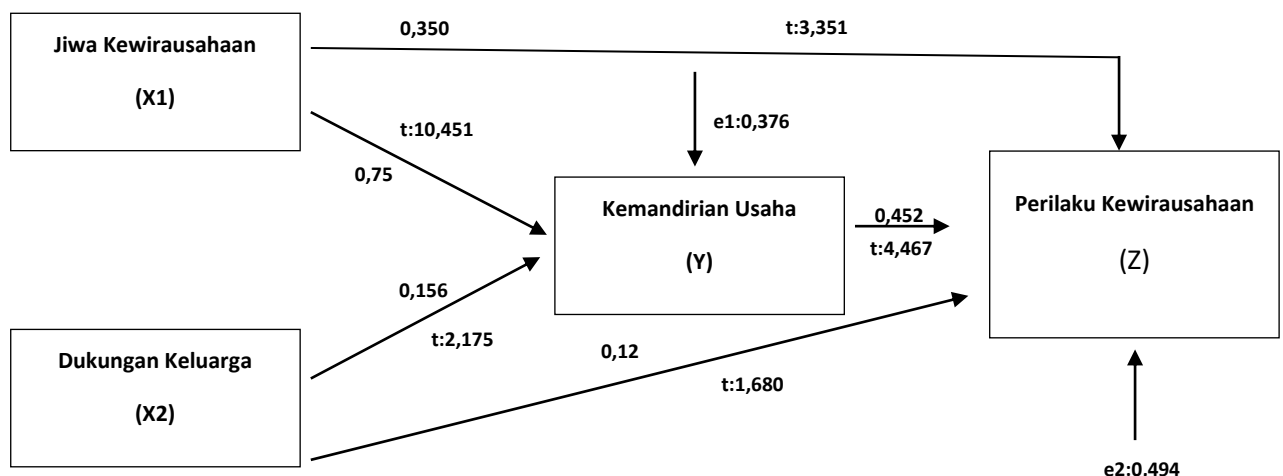 0,350
t:3,351
Jiwa Kewirausahaan
(X1)
t:10,451
0,75
e1:0,376
Kemandirian Usaha
(Y)
0,452
t:4,467
Perilaku Kewirausahaan
(Z)
0,156
t:2,175
Dukungan Keluarga
(X2)
0,12
t:1,680
e2:0,494